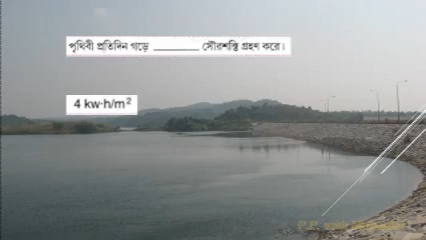 পৃথিবী প্রতিদিন গড়ে ________ সৌরশক্তি গ্রহণ করে।
4 kw·h/m²